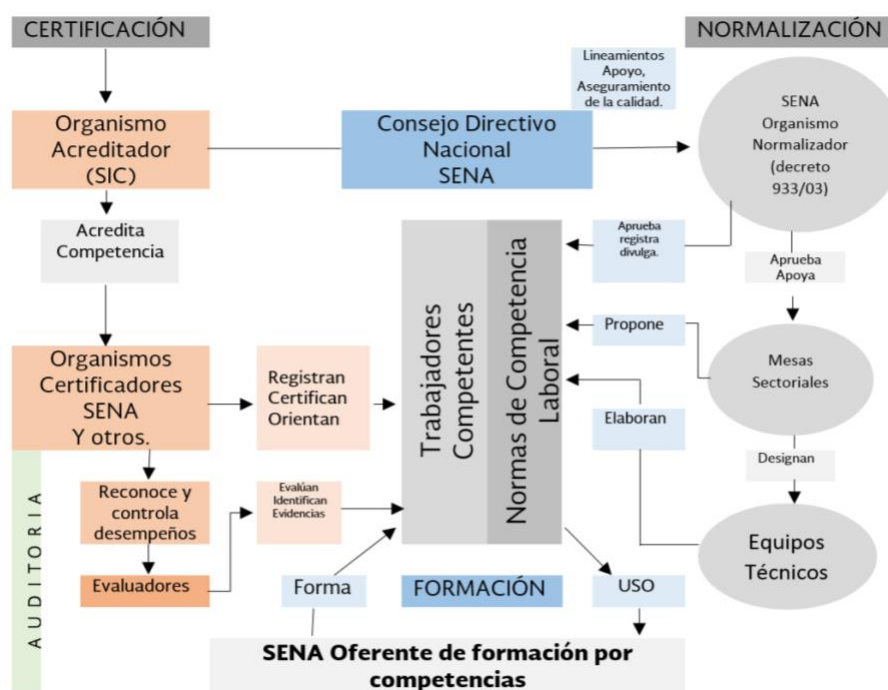 CERTIFICACIÓN
NORMALIZACIÓN
Lineamientos
Apoyo,
Aseguramiento
de la calidad.
Organismo
Acreditador
(SIC)
Consejo Directivo
Nacional
SENA
SENA
Organismo
Normalizador
(decreto
933/03)
Acredita
Competencia
Aprueba
registra
divulga.
Aprueba
Apoya
Trabajadores
Competentes
Normas de Competencia
Laboral
Propone
Mesas
Sectoriales
Organismos
Certificadores
SENA
Y otros.
Registran
Certifican
Orientan
Elaboran
Designan
AUDITORIA
Reconoce y
controla
desempeños
Evalúan
Identifican
Evidencias
Equipos
Técnicos
Evaluadores
Forma
FORMACIÓN
USO
SENA Oferente de formación por
competencias